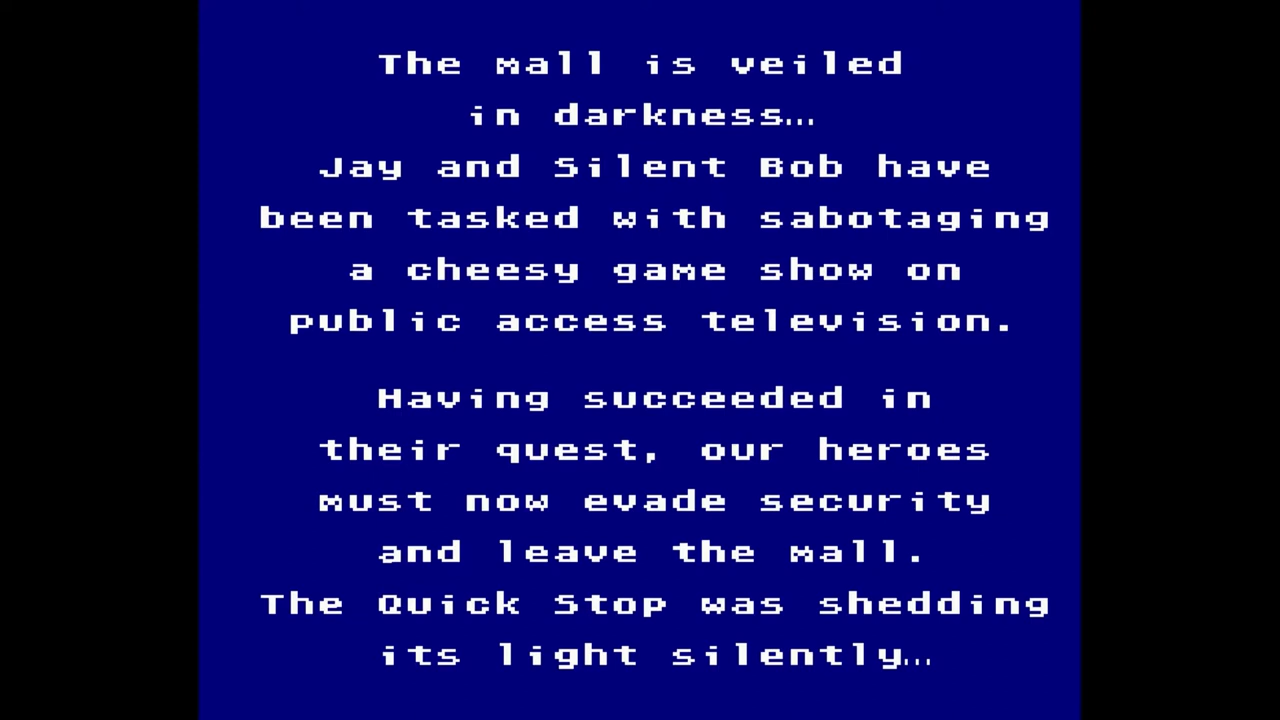 The mall is veiled
in darkness…
Jay and Silent Bob have
been tasked with sabotaging
a cheesy game show on
public access television.
Having succeeded in
their quest, our heroes
must now evade security
and leave the mall.
The Quick Stop was shedding
its light silently…